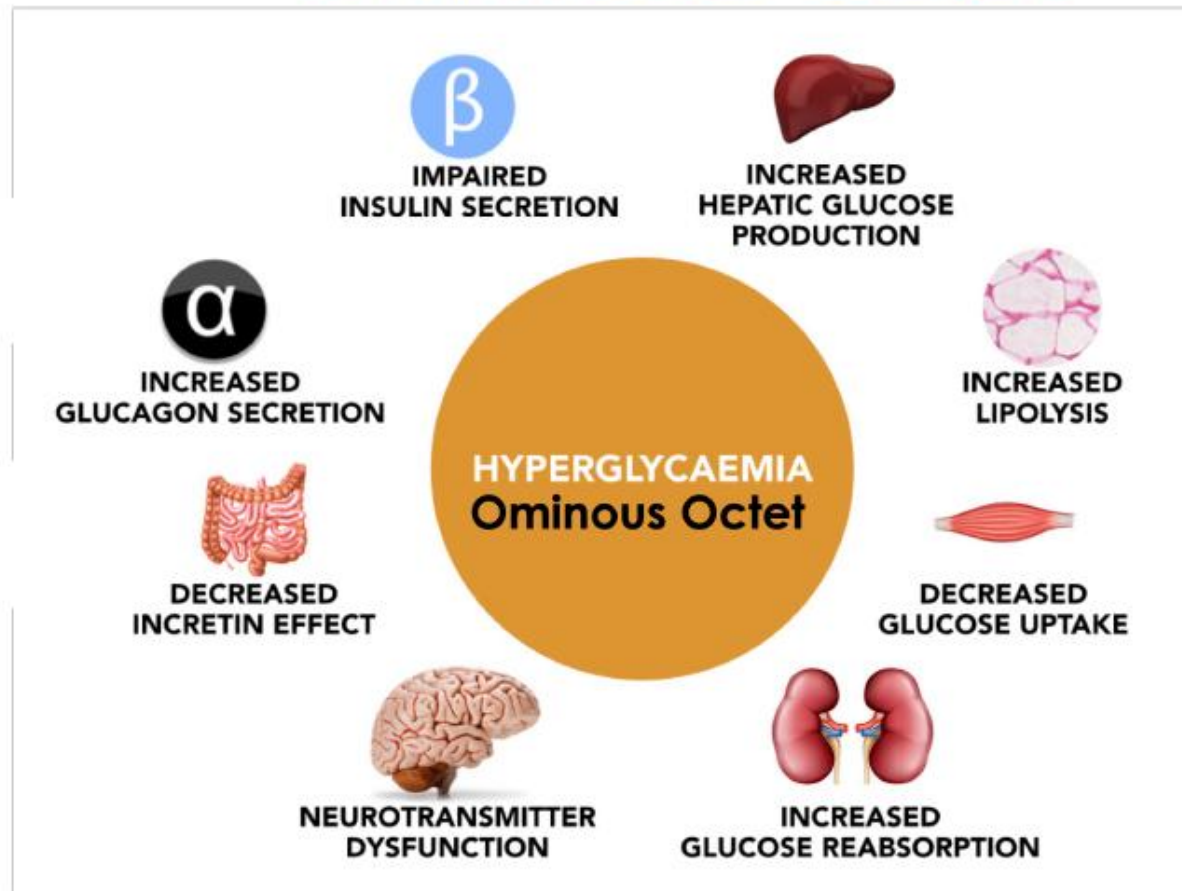 β
IMPAIRED
INSULIN SECRETION
INCREASED
HEPATIC GLUCOSE
PRODUCTION
α
INCREASED
GLUCAGON SECRETION
INCREASED
LIPOLYSIS
HYPERGLYCAEMIA
Ominous Octet
DECREASED
INCRETIN EFFECT
DECREASED
GLUCOSE UPTAKE
NEUROTRANSMITTER
DYSFUNCTION
INCREASED
GLUCOSE REABSORPTION